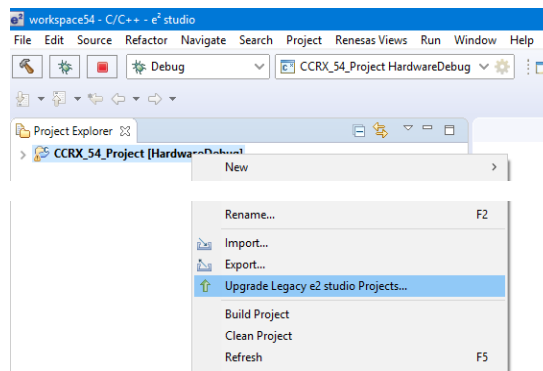 e² workspace54 - C/C++ - e² studio
File Edit Source Refactor Navigate Search Project Renesas Views Run Window Help
Debug CCRX_54_Project HardwareDebug
Project Explorer
CCRX_54_Project [HardwareDebug]
New
Rename... F2
Import...
Export...
Upgrade Legacy e2 studio Projects...
Build Project
Clean Project
Refresh F5